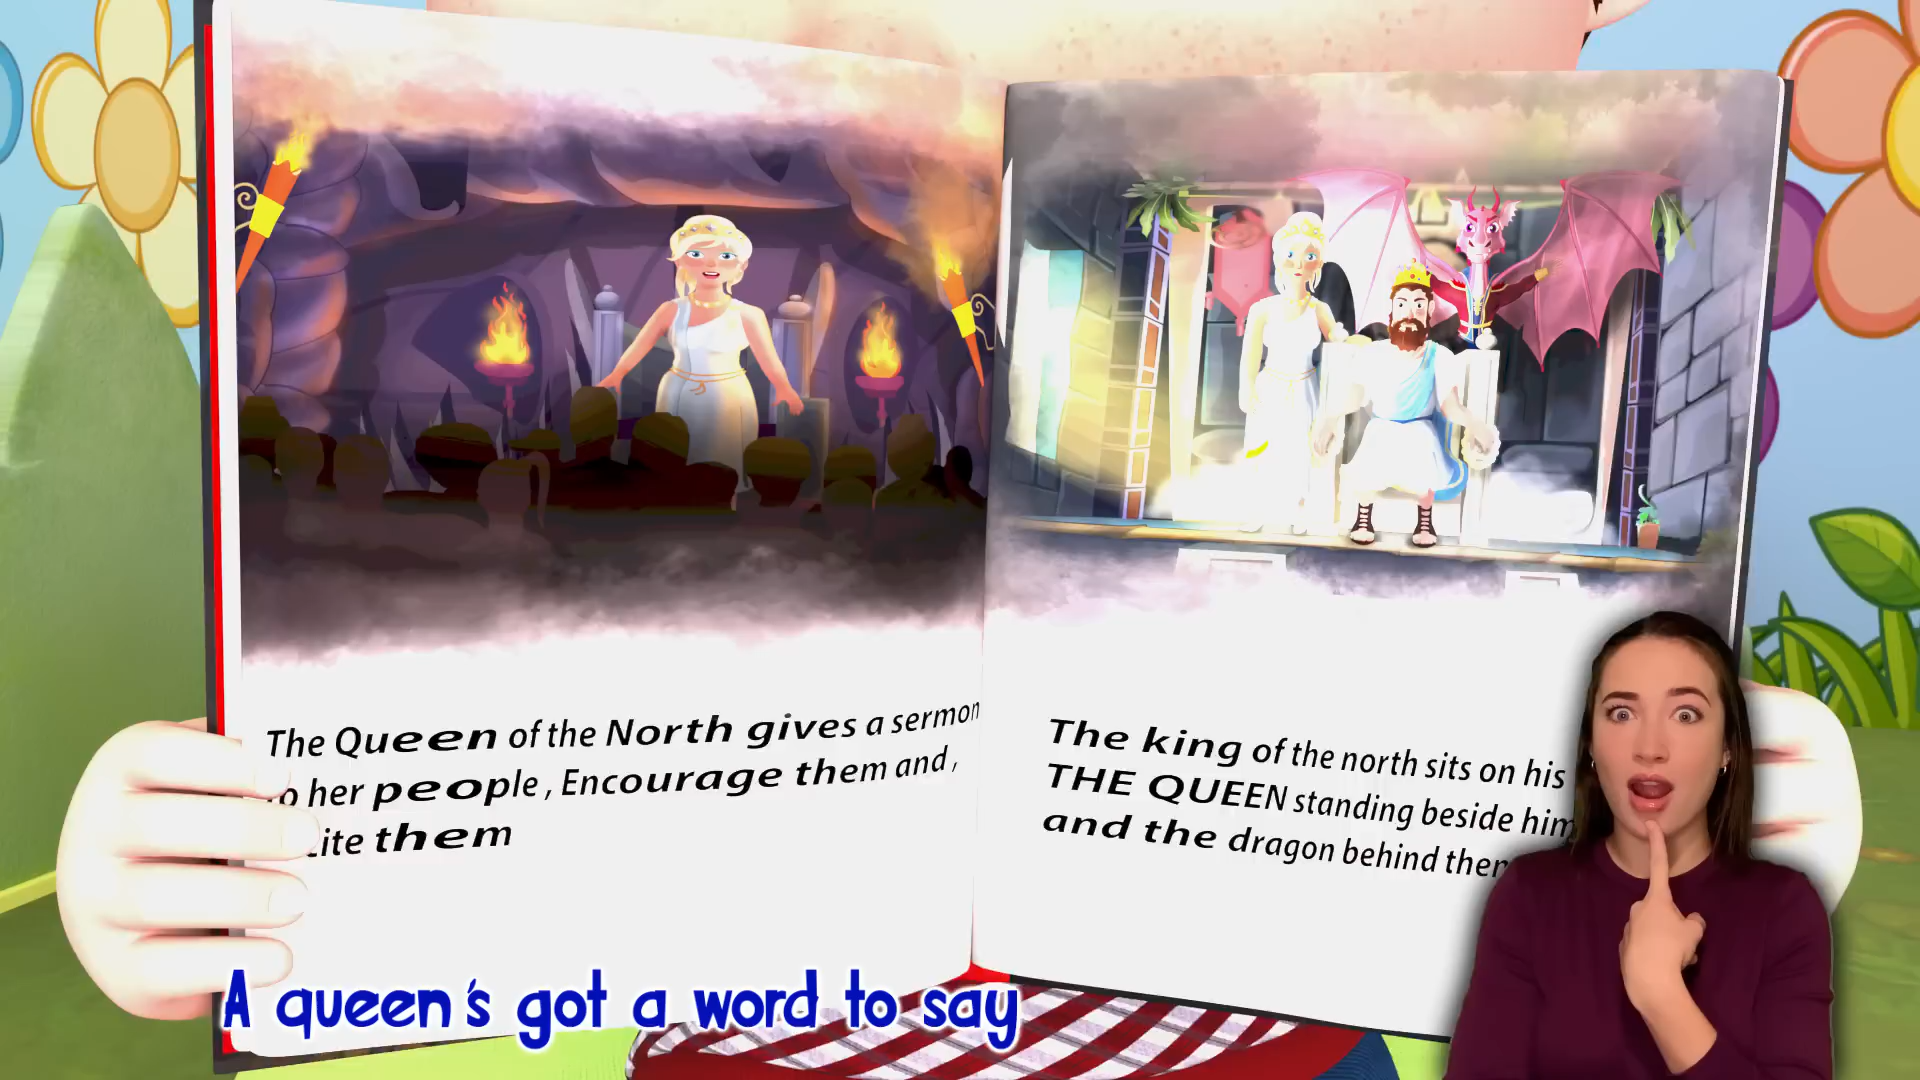 The Queen of the North gives a sermon
her people, Encourage them and,
them
The king of the north sits on his
THE QUEEN standing beside him
and the dragon behind
A queen's got a word to say